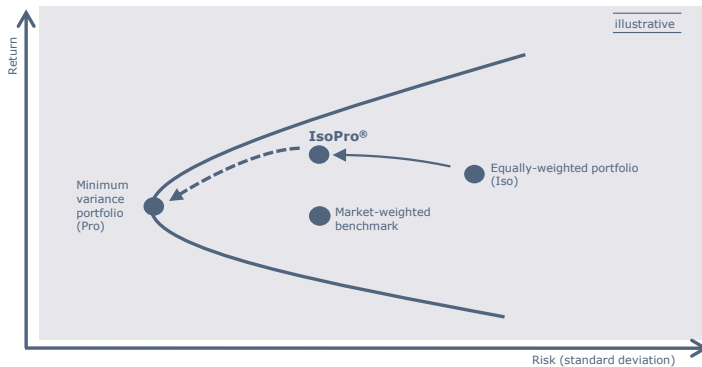 illustrative
Return
IsoPro®
Equally-weighted portfolio
(Iso)
Minimum
variance
portfolio
(Pro)
Market-weighted
benchmark
Risk (standard deviation)